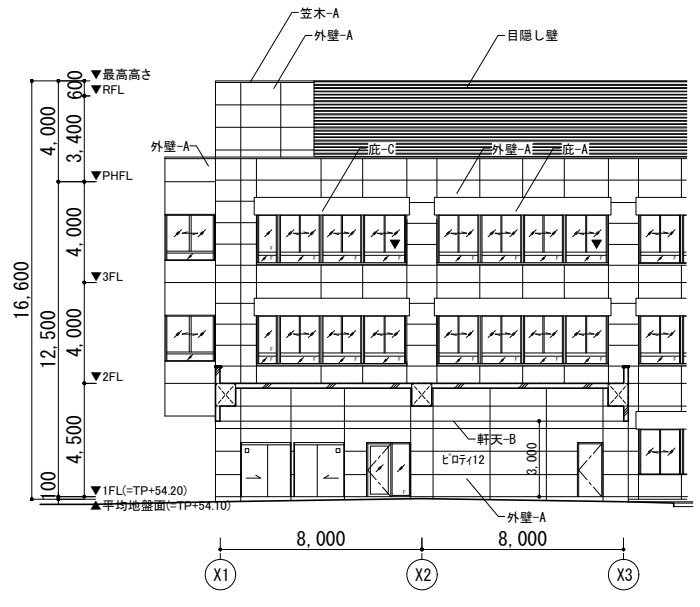 笠木-A
外壁-A
目隠し壁
▼最高高さ
▼RFL
600
4,000
3,400
外壁-A
庇-C
外壁-A
庇-A
▼PHFL
4,000
▼3FL
16,600
12,500
4,000
▼2FL
4,500
軒天-B
ピロティ12
3,000
100
▼1FL(=TP+54.20)
▲平均地盤面(=TP+54.10)
外壁-A
8,000
8,000
X1
X2
X3